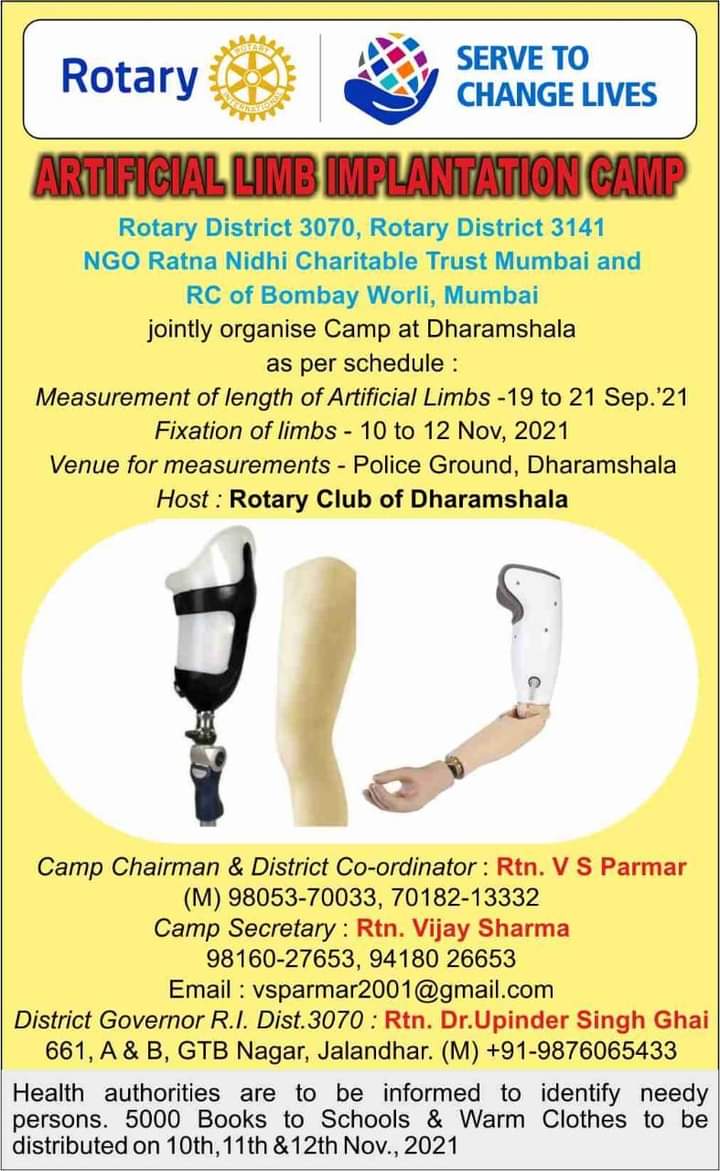 Rotary
ROTARY
INTERNATIONAL
SERVE TO
CHANGE LIVES
ARTIFICIAL LIMB IMPLANTATION CAMP
Rotary District 3070, Rotary District 3141
NGO Ratna Nidhi Charitable Trust Mumbai and
RC of Bombay Worli, Mumbai
jointly organise Camp at Dharamshala
as per schedule :
Measurement of length of Artificial Limbs -19 to 21 Sep.'21
Fixation of limbs - 10 to 12 Nov, 2021
Venue for measurements - Police Ground, Dharamshala
Host : Rotary Club of Dharamshala
Camp Chairman & District Co-ordinator : Rtn. V S Parmar
(M) 98053-70033, 70182-13332
Camp Secretary : Rtn. Vijay Sharma
98160-27653, 94180 26653
Email : vsparmar2001@gmail.com
District Governor R.I. Dist.3070 : Rtn. Dr.Upinder Singh Ghai
661, A & B, GTB Nagar, Jalandhar. (M) +91-9876065433
Health authorities are to be informed to identify needy
persons. 5000 Books to Schools & Warm Clothes to be
distributed on 10th,11th &12th Nov., 2021